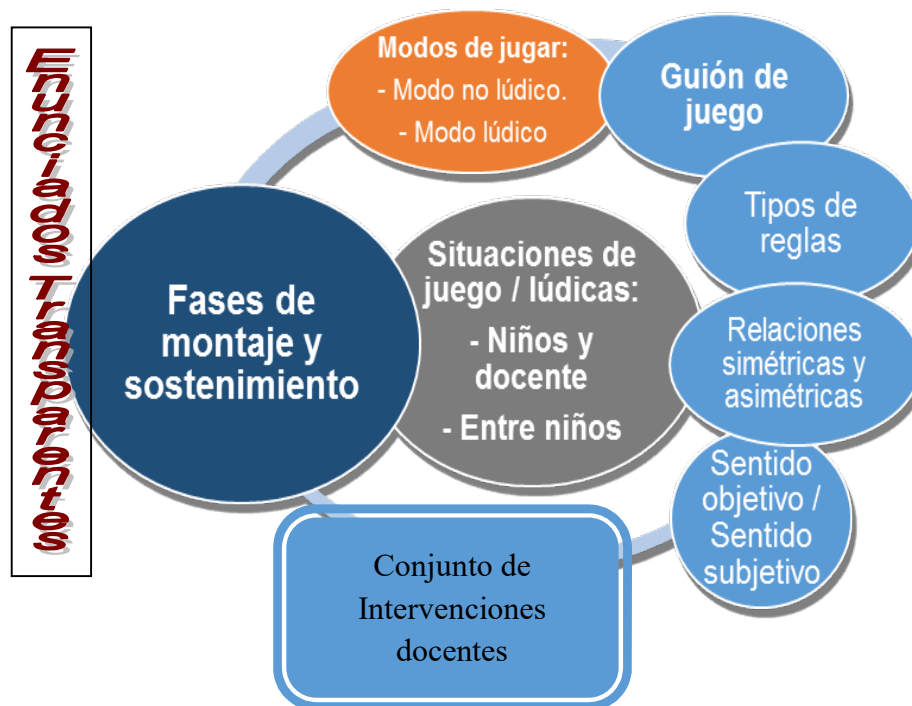 Enunciados Transparentes
Modos de jugar:
- Modo no lúdico.
- Modo lúdico
Guión de
juego
Tipos de
reglas
Relaciones
simétricas y
asimétricas
Sentido
objetivo /
Sentido
subjetivo
Fases de
montaje y
sostenimiento
Situaciones de
juego / lúdicas:
- Niños y
docente
- Entre niños
Conjunto de
Intervenciones
docentes